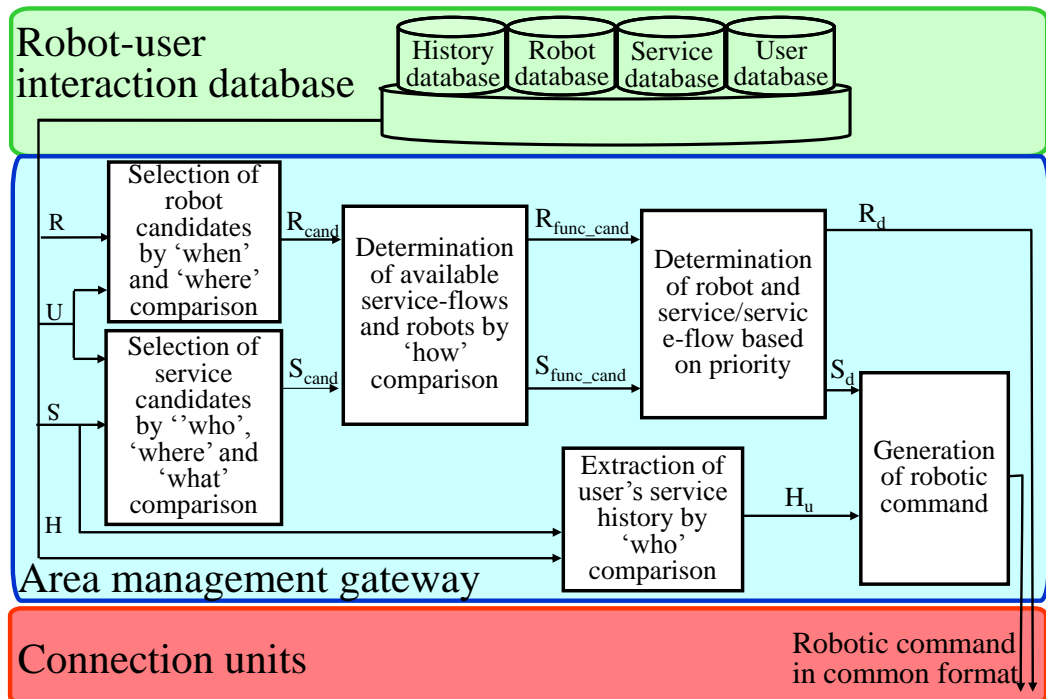 Robot-user
interaction database
History
database
Robot
database
Service
database
User
database
Selection of
robot
candidates
by ‘when’
and ‘where’
comparison
R
U
S
H
Selection of
service
candidates
by ‘’who’,
‘where’ and
‘what’
comparison
R_cand
S_cand
Determination
of available
service-flows
and robots by
‘how’
comparison
R_func_cand
S_func_cand
Determination
of robot and
service/servic
e-flow based
on priority
R_d
S_d
Extraction of
user’s service
history by
‘who’
comparison
H_u
Generation
of robotic
command
Area management gateway
Connection units
Robotic command
in common format